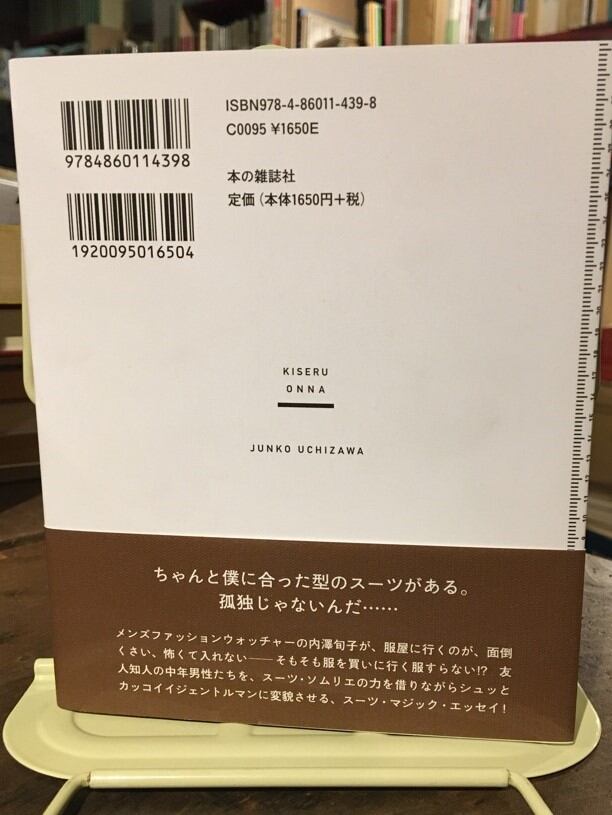 ISBN978-4-86011-439-8
C0095 ¥1650E
9784860114398
本の雑誌社
定価（本体1650円＋税）
1920095016504
KISERU
ONNA
JUNKO UCHIZAWA
ちゃんと僕に合った型のスーツがある。
孤独じゃないんだ……
メンズファッションウォッチャーの内澤旬子が、服屋に行くのが、面倒
くさい、怖くて入れない――そもそも服を買いに行く服すらない!? 友
人知人の中年男性たちを、スーツ・ソムリエの力を借りながらシュッと
カッコイイジェントルマンに変貌させる、スーツ・マジック・エッセイ！